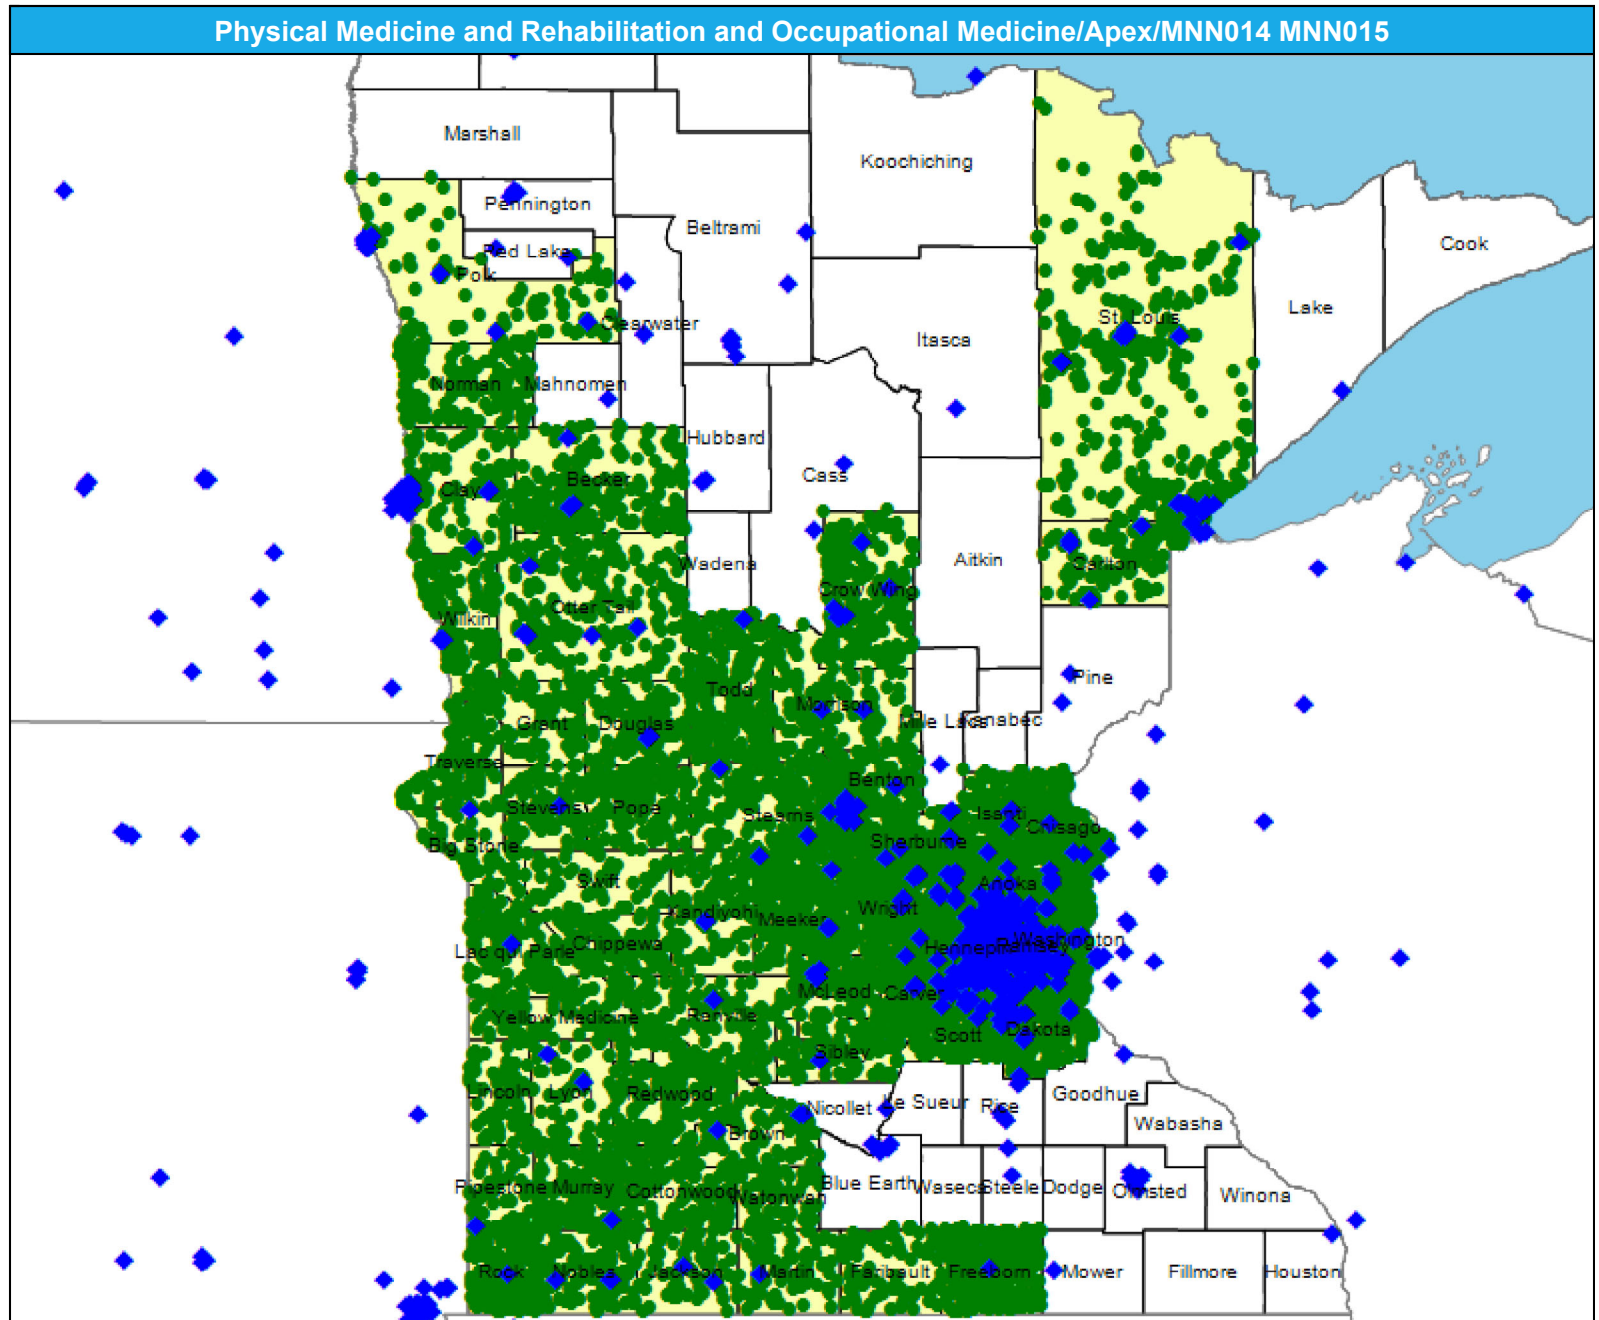 Physical Medicine and Rehabilitation and Occupational Medicine/Apex/MNN014 MNN015
Marshall
Koochiching
Pennington
Beltrami
Cook
Red Lake
Polk
Lake
St. Louis
Clearwater
Itasca
Norman
Mahnomen
Hubbard
Cass
Becker
Clay
Aitkin
Wadena
Carlton
Crow Wing
Otter Tail
Wilkin
Pine
Todd
Morrison
Mille Lacs
Kanabec
Grant
Douglas
Traverse
Benton
Stevens
Pope
Stearns
Isanti
Chisago
Sherburne
Big Stone
Swift
Anoka
Wright
Kandiyohi
Meeker
Washington
Hennepin
Ramsey
Chippewa
Lac qui Parle
McLeod
Carver
Yellow Medicine
Renville
Scott
Dakota
Sibley
Lincoln
Lyon
Redwood
Goodhue
Le Sueur
Rice
Nicollet
Wabasha
Brown
Pipestone
Murray
Cottonwood
Watonwan
Blue Earth
Waseca
Steele
Dodge
Olmsted
Winona
Rock
Nobles
Jackson
Martin
Faribault
Freeborn
Mower
Fillmore
Houston